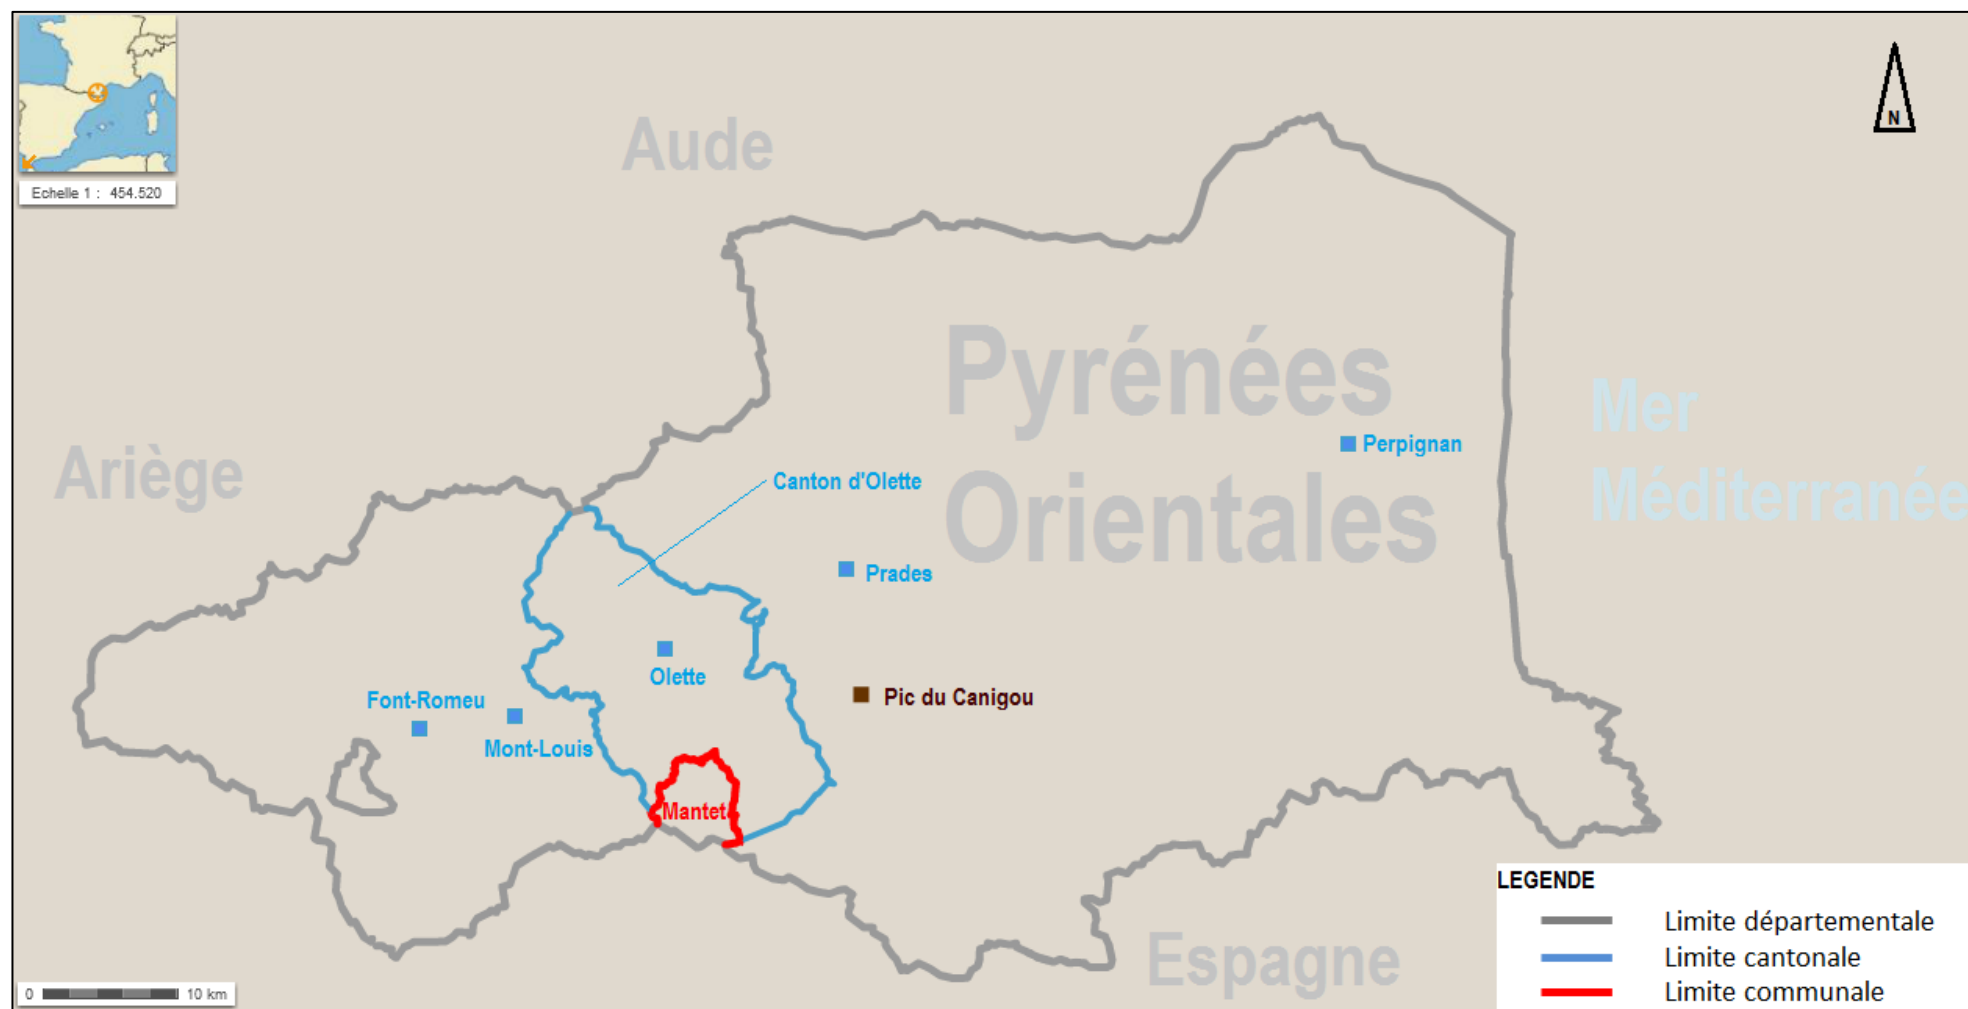 Echelle 1 : 454.520
N
Aude
Pyrénées
Orientales
Mer
Méditerranée
Ariège
Perpignan
Canton d'Olette
Prades
Olette
Font-Romeu
Mont-Louis
Pic du Canigou
Mantet
Espagne
LEGENDE
Limite départementale
Limite cantonale
Limite communale
0 10 km